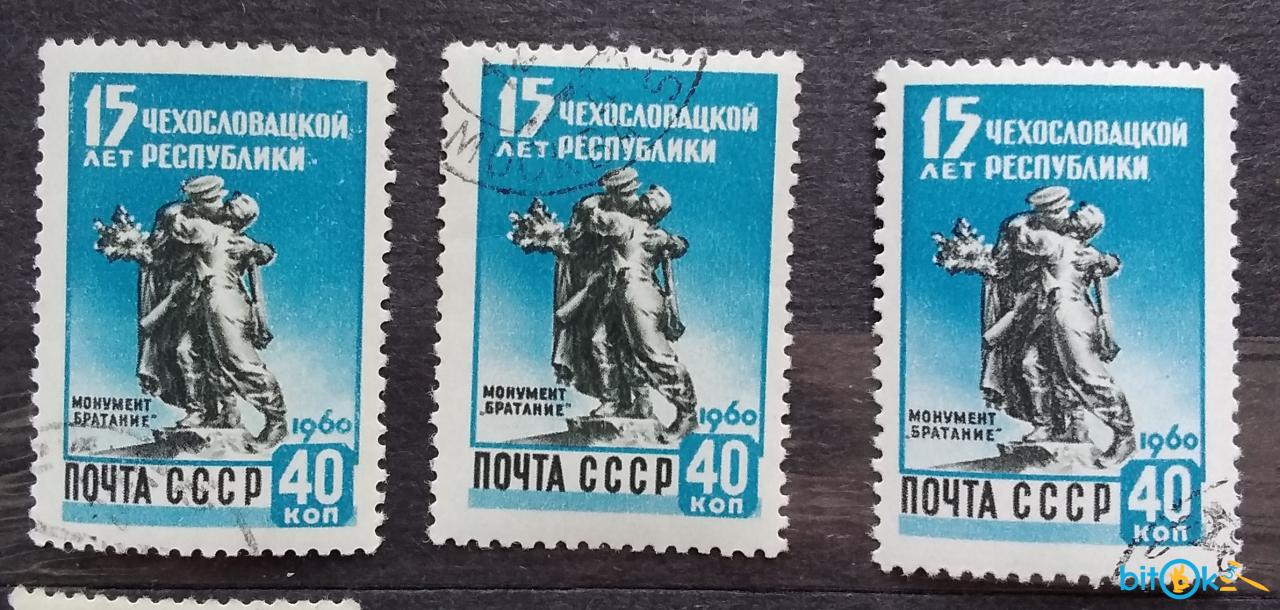 15 ЧЕХОСЛОВАЦКОЙ
ЛЕТ РЕСПУБЛИКИ
МОНУМЕНТ
„БРАТАНИЕ"
1960
ПОЧТА СССР
40
КОП
15 ЧЕХОСЛОВАЦКОЙ
ЛЕТ РЕСПУБЛИКИ
МОНУМЕНТ
„БРАТАНИЕ"
1960
ПОЧТА СССР
40
КОП
15 ЧЕХОСЛОВАЦКОЙ
ЛЕТ РЕСПУБЛИКИ
МОНУМЕНТ
„БРАТАНИЕ"
1960
ПОЧТА СССР
40
КОП
bitOk